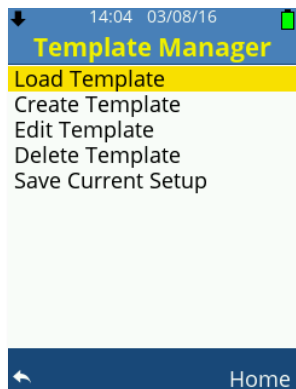 14:04 03/08/16
Template Manager
Load Template
Create Template
Edit Template
Delete Template
Save Current Setup
Home